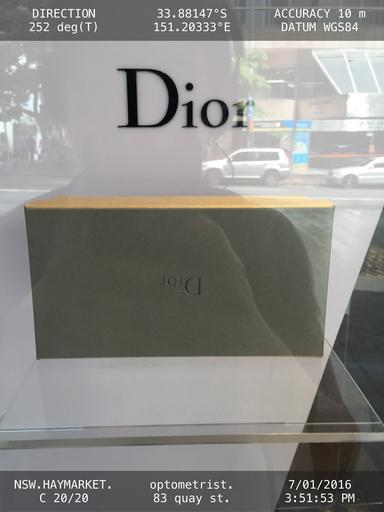 DIRECTION 33.88147°S ACCURACY 10 m
252 deg(T) 151.20333°E DATUM WGS84
Dior
Dior
NSW.HAYMARKET. optometrist. 7/01/2016
C 20/20 83 quay st. 3:51:53 PM